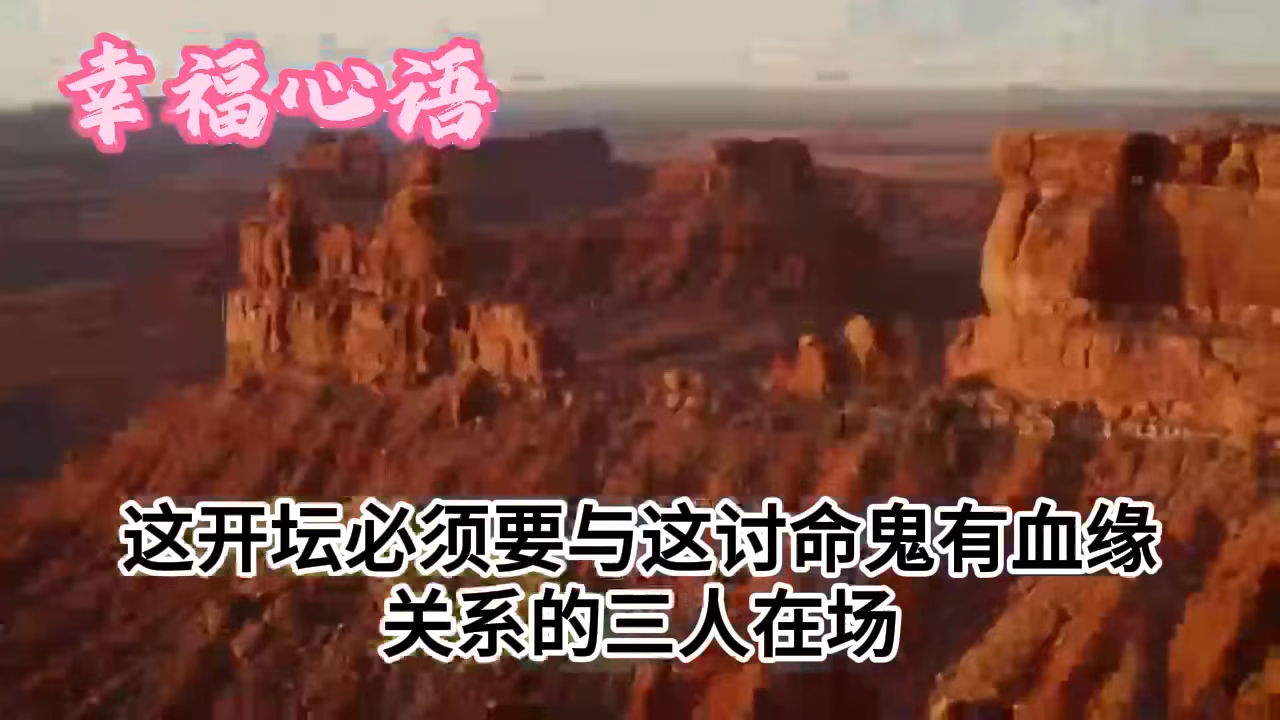 幸福心语
这开坛必须要与这讨命鬼有血缘
关系的三人在场